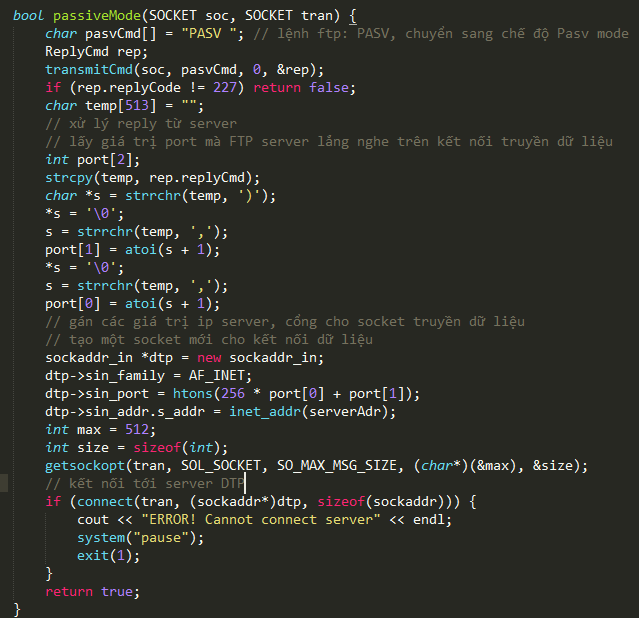 bool passiveMode(SOCKET soc, SOCKET tran) {
    char pasvCmd[] = "PASV "; // lệnh ftp: PASV, chuyển sang chế độ Pasv mode
    ReplyCmd rep;
    transmitCmd(soc, pasvCmd, 0, &rep);
    if (rep.replyCode != 227) return false;
    char temp[513] = "";
    // xử lý reply từ server
    // lấy giá trị port mà FTP server lắng nghe trên kết nối truyền dữ liệu
    int port[2];
    strcpy(temp, rep.replyCmd);
    char *s = strrchr(temp, ')');
    *s = '\0';
    s = strrchr(temp, ',');
    port[1] = atoi(s + 1);
    *s = '\0';
    s = strrchr(temp, ',');
    port[0] = atoi(s + 1);
    // gán các giá trị ip server, cổng cho socket truyền dữ liệu
    // tạo một socket mới cho kết nối dữ liệu
    sockaddr_in *dtp = new sockaddr_in;
    dtp->sin_family = AF_INET;
    dtp->sin_port = htons(256 * port[0] + port[1]);
    dtp->sin_addr.s_addr = inet_addr(serverAdr);
    int max = 512;
    int size = sizeof(int);
    getsockopt(tran, SOL_SOCKET, SO_MAX_MSG_SIZE, (char*)(&max), &size);
    // kết nối tới server DTP
    if (connect(tran, (sockaddr*)dtp, sizeof(sockaddr))) {
        cout << "ERROR! Cannot connect server" << endl;
        system("pause");
        exit(1);
    }
    return true;
}